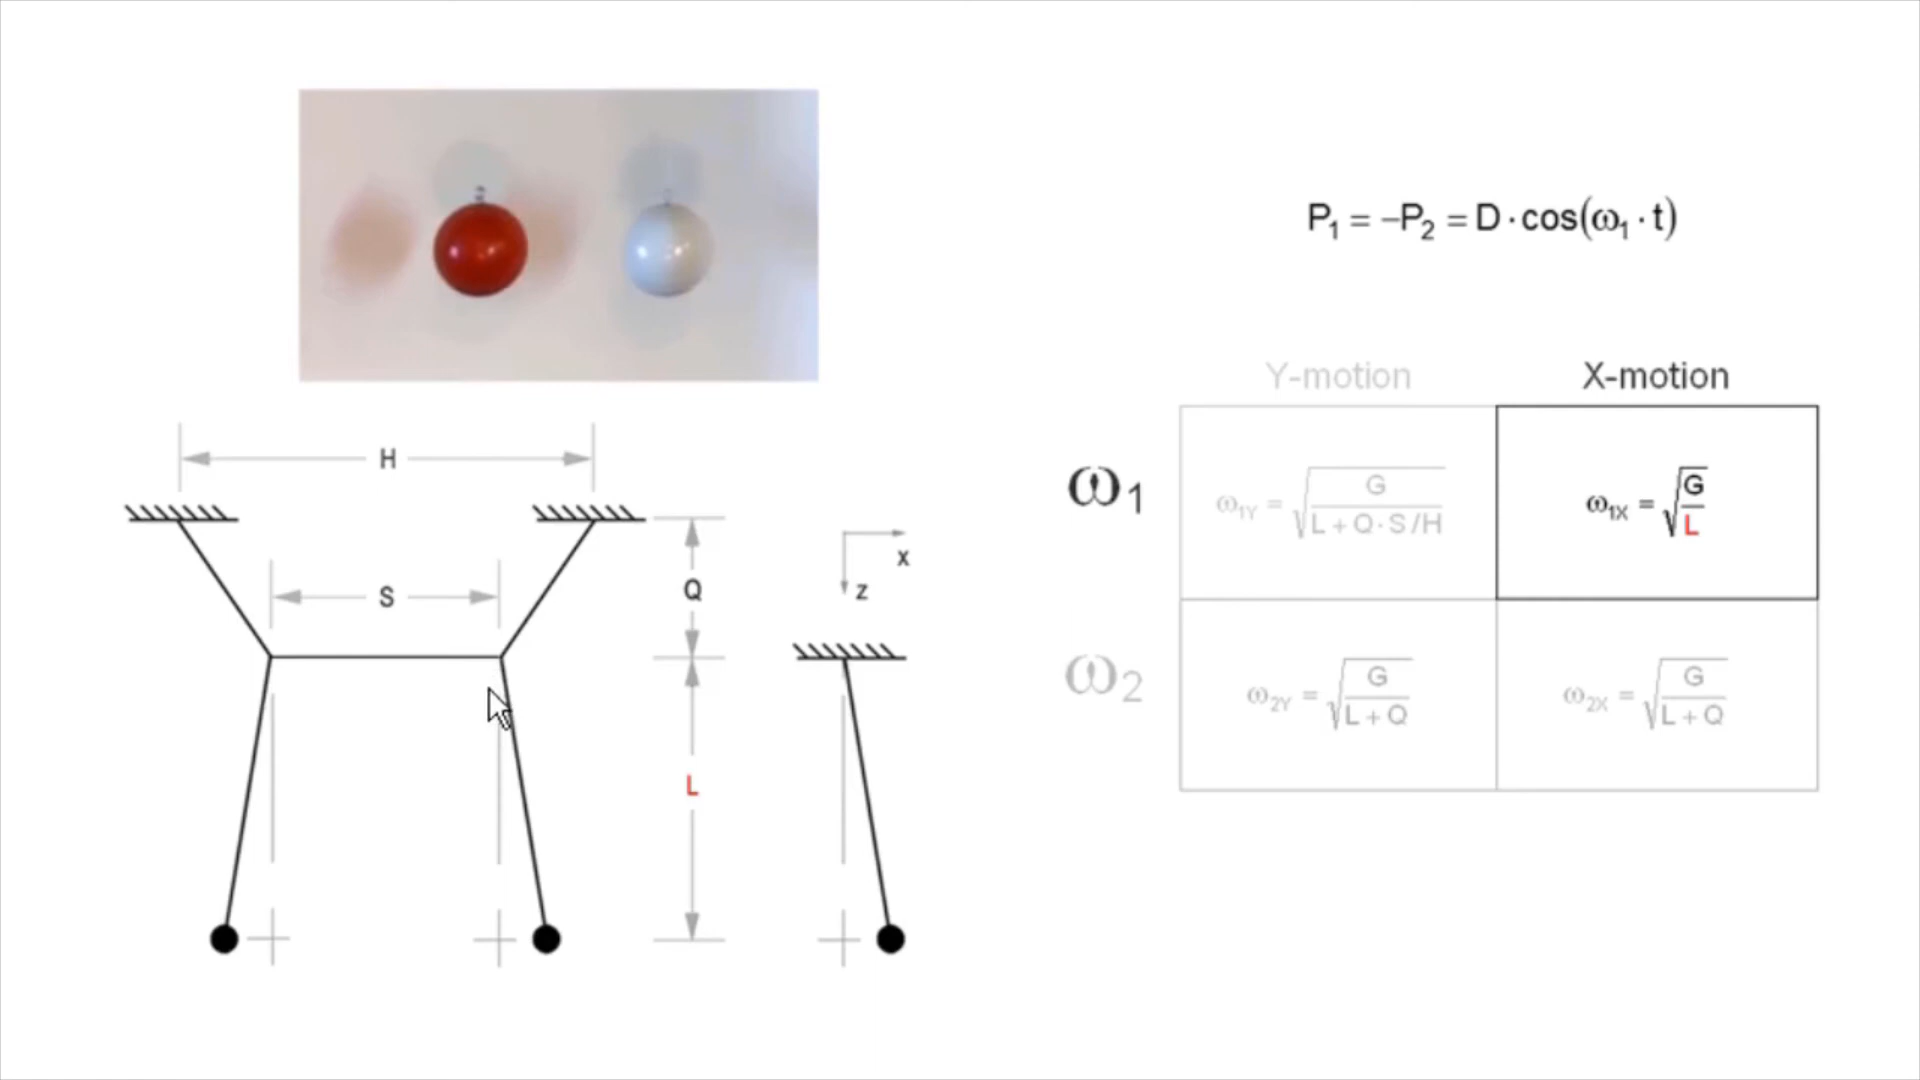 P₁ = −P₂ = D · cos(ω₁ · t)
Y-motion X-motion
H
ω₁ ω₁Y = √(G / (L + Q · S / H)) ω₁X = √(G / L)
S
Q
x
z
ω₂ ω₂Y = √(G / (L + Q)) ω₂X = √(G / (L + Q))
L